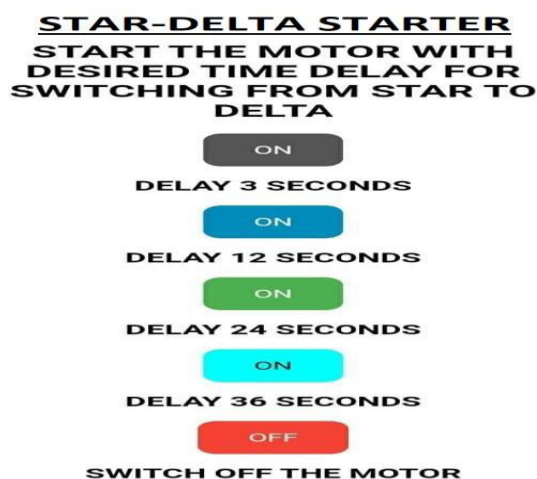 STAR-DELTA STARTER
START THE MOTOR WITH
DESIRED TIME DELAY FOR
SWITCHING FROM STAR TO
DELTA
ON
DELAY 3 SECONDS
ON
DELAY 12 SECONDS
ON
DELAY 24 SECONDS
ON
DELAY 36 SECONDS
OFF
SWITCH OFF THE MOTOR